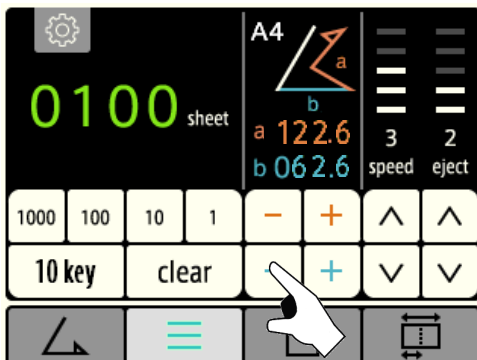 A4
a
0100 sheet
b
a 122.6
b 062.6
3 2
speed eject
1000 100 10 1 - +
10 key clear - +